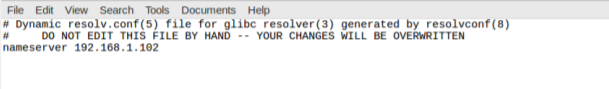 File Edit View Search Tools Documents Help
# Dynamic resolv.conf(5) file for glibc resolver(3) generated by resolvconf(8)
#     DO NOT EDIT THIS FILE BY HAND -- YOUR CHANGES WILL BE OVERWRITTEN
nameserver 192.168.1.102